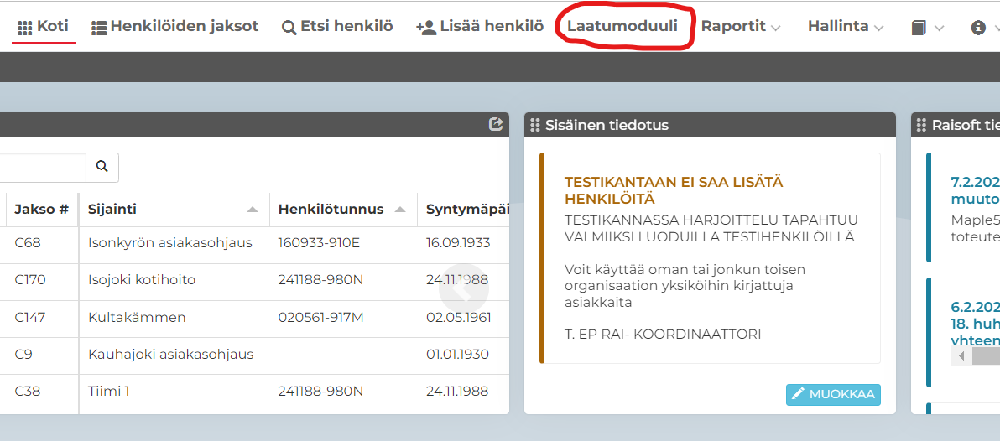 Koti Henkilöiden jaksot Etsi henkilö Lisää henkilö Laatumoduuli Raportit Hallinta
Jakso # Sijainti Henkilötunnus Syntymäpäi
C68 Isonkyrön asiakasohjaus 160933-910E 16.09.1933
C170 Isojoki kotihoito 241188-980N 24.11.1988
C147 Kultakämmen 020561-917M 02.05.1961
C9 Kauhajoki asiakasohjaus 01.01.1930
C38 Tiimi 1 241188-980N 24.11.1988
Sisäinen tiedotus
TESTIKANTAAN EI SAA LISÄTÄ
HENKILÖITÄ
TESTIKANNASSA HARJOITTELU TAPAHTUU
VALMIIKSI LUODUILLA TESTIHENKILÖILLÄ
Voit käyttää oman tai jonkun toisen
organisaation yksiköihin kirjattuja
asiakkaita
T. EP RAI- KOORDINAATTORI
MUOKKAA
Raisoft tie
7.2.202
muuto
Maple5
toteute
6.2.202
18. huh
yhteen